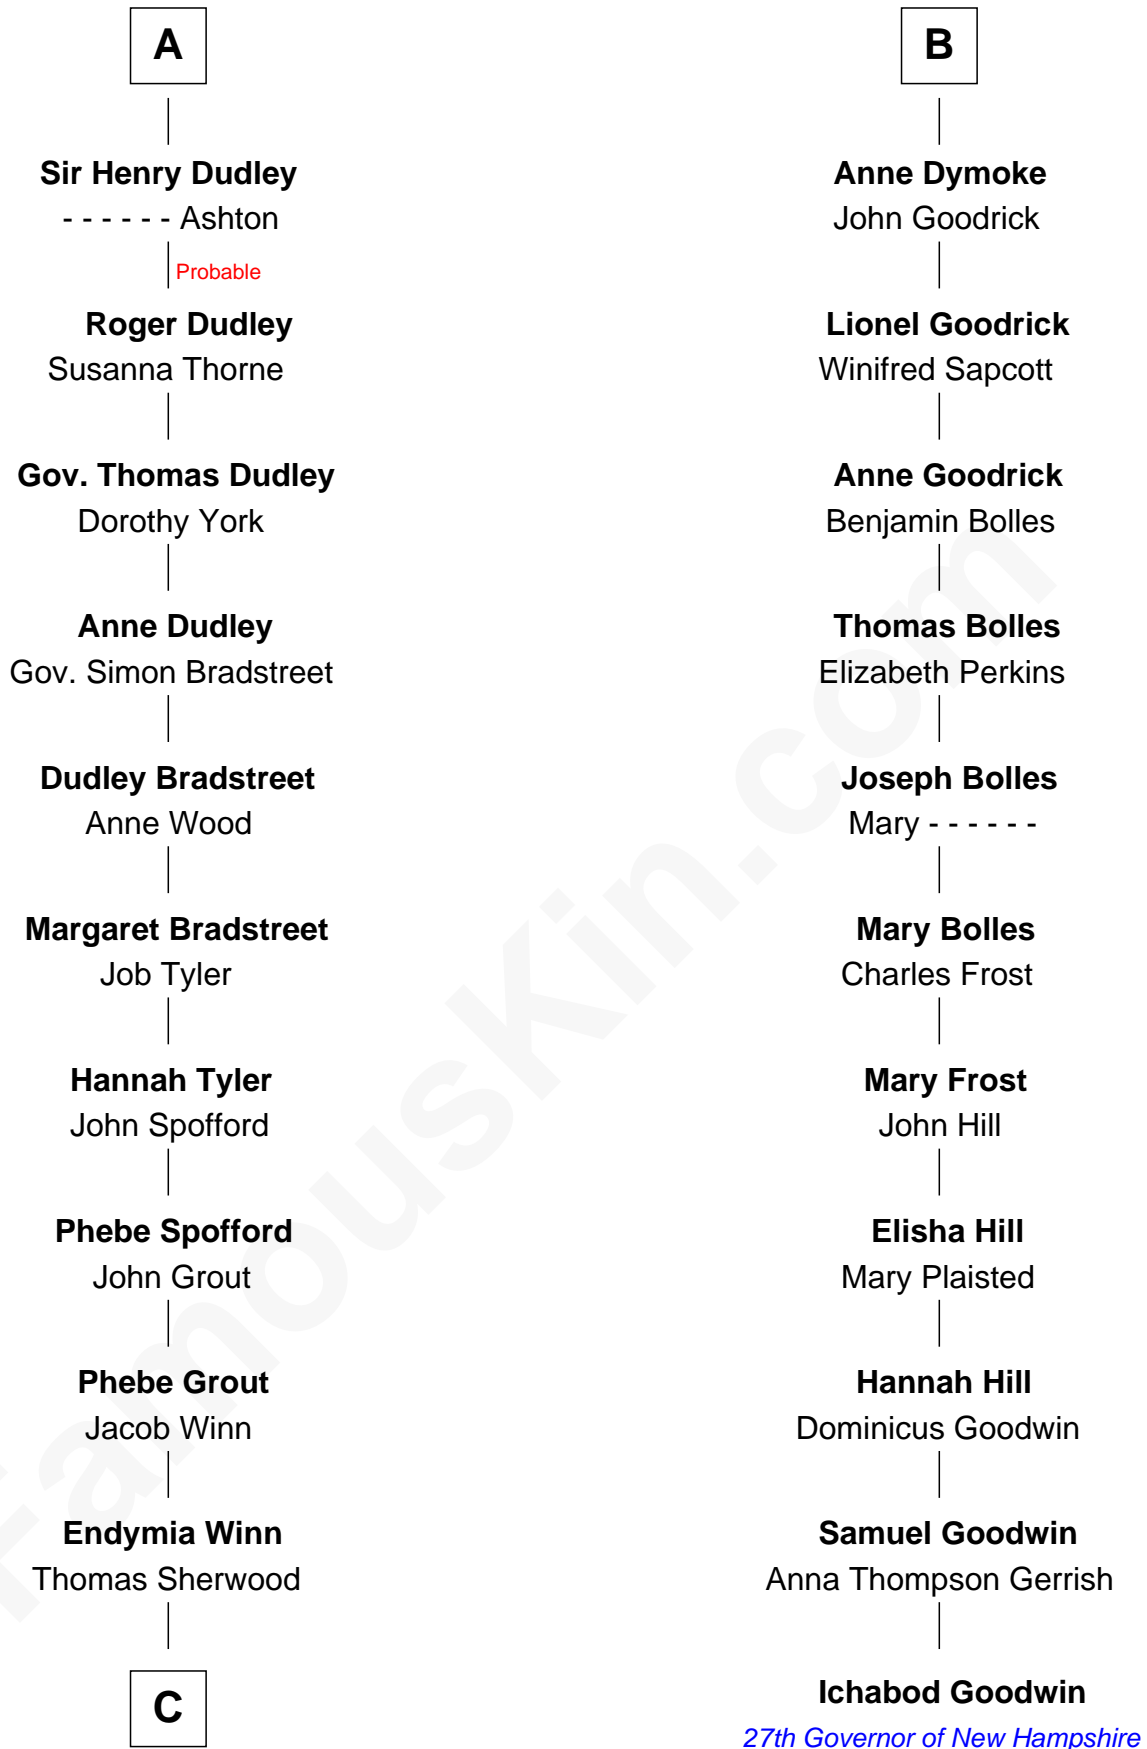 A
Sir Henry Dudley
- - - - - - Ashton
Probable
Roger Dudley
Susanna Thorne
Gov. Thomas Dudley
Dorothy York
Anne Dudley
Gov. Simon Bradstreet
Dudley Bradstreet
Anne Wood
Margaret Bradstreet
Job Tyler
Hannah Tyler
John Spofford
Phebe Spofford
John Grout
Phebe Grout
Jacob Winn
Endymia Winn
Thomas Sherwood
C
B
Anne Dymoke
John Goodrick
Lionel Goodrick
Winifred Sapcott
Anne Goodrick
Benjamin Bolles
Thomas Bolles
Elizabeth Perkins
Joseph Bolles
Mary - - - - - -
Mary Bolles
Charles Frost
Mary Frost
John Hill
Elisha Hill
Mary Plaisted
Hannah Hill
Dominicus Goodwin
Samuel Goodwin
Anna Thompson Gerrish
Ichabod Goodwin
27th Governor of New Hampshire
FamousKin.com